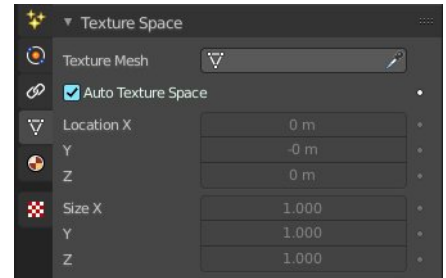 Texture Space
Texture Mesh
Auto Texture Space
Location X 0 m
Y -0 m
Z 0 m
Size X 1.000
Y 1.000
Z 1.000